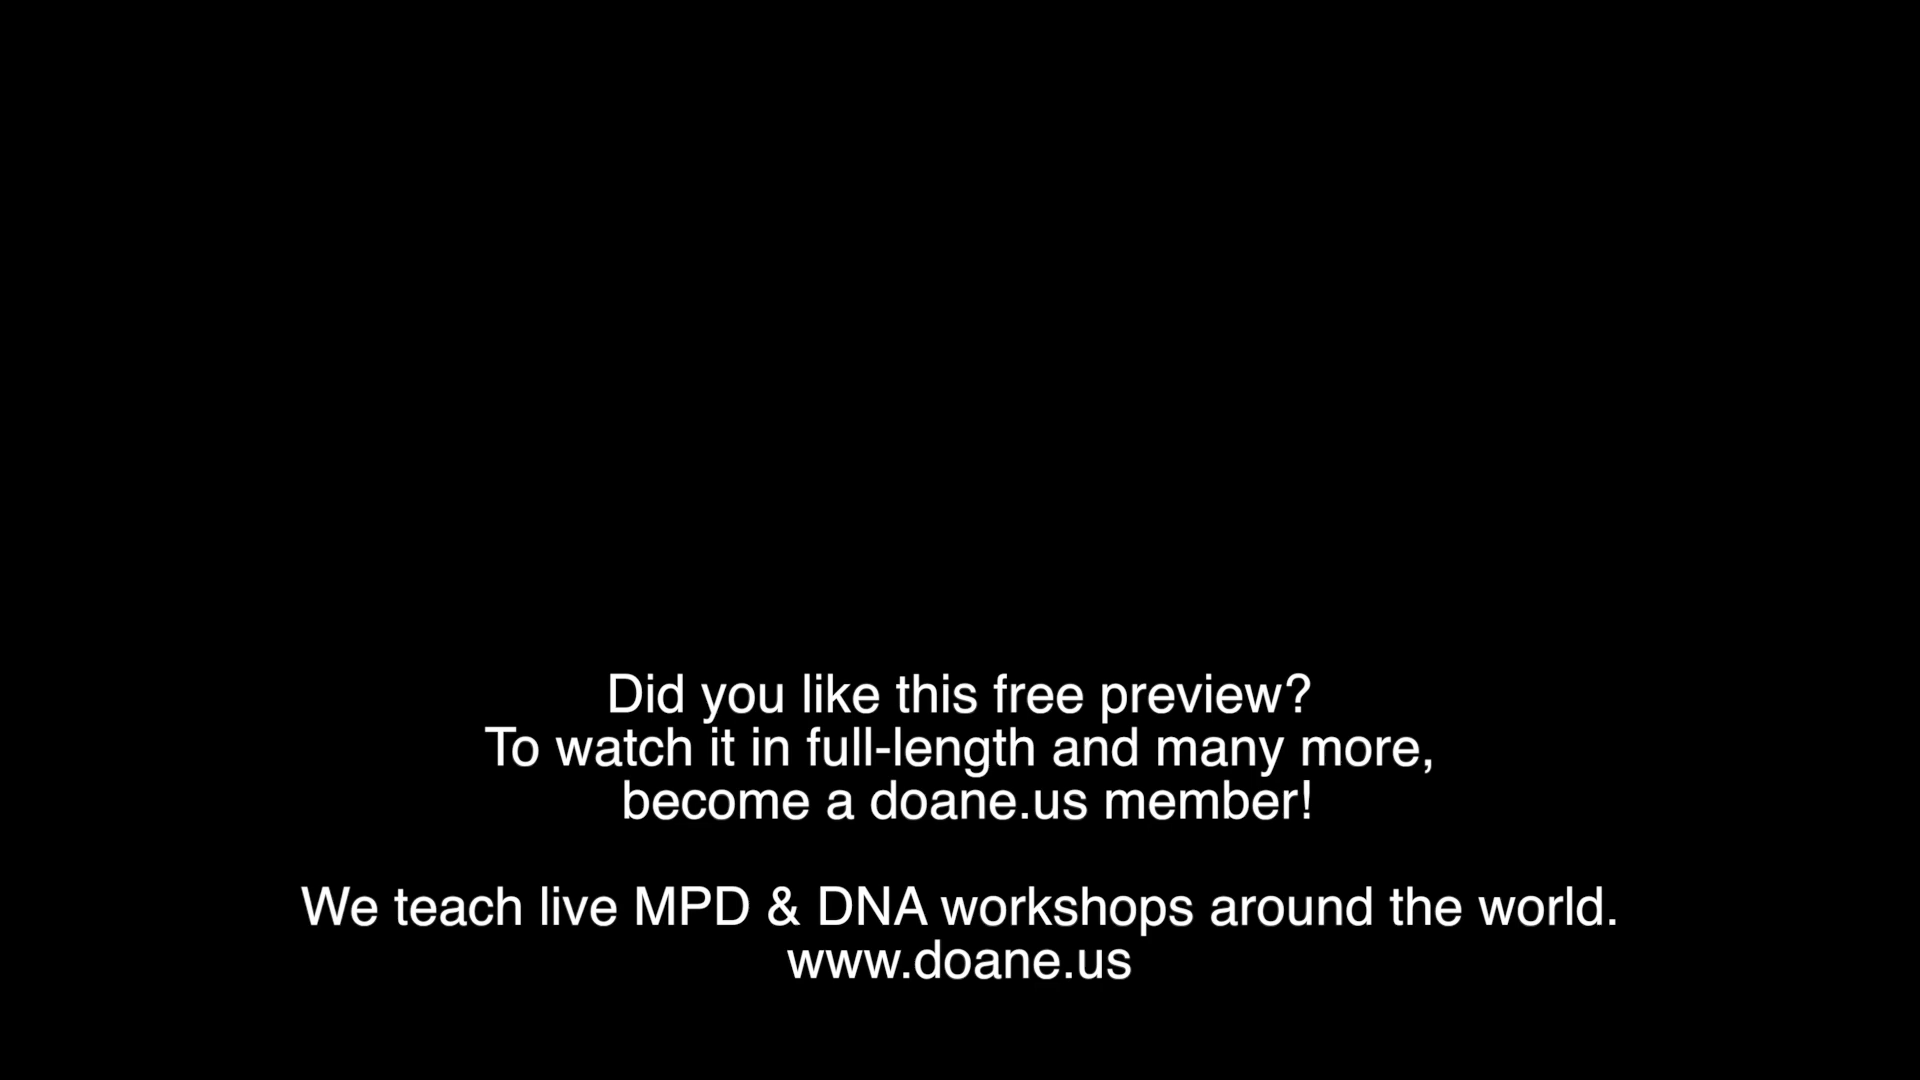 Did you like this free preview?
To watch it in full-length and many more,
become a doane.us member!
We teach live MPD & DNA workshops around the world.
www.doane.us